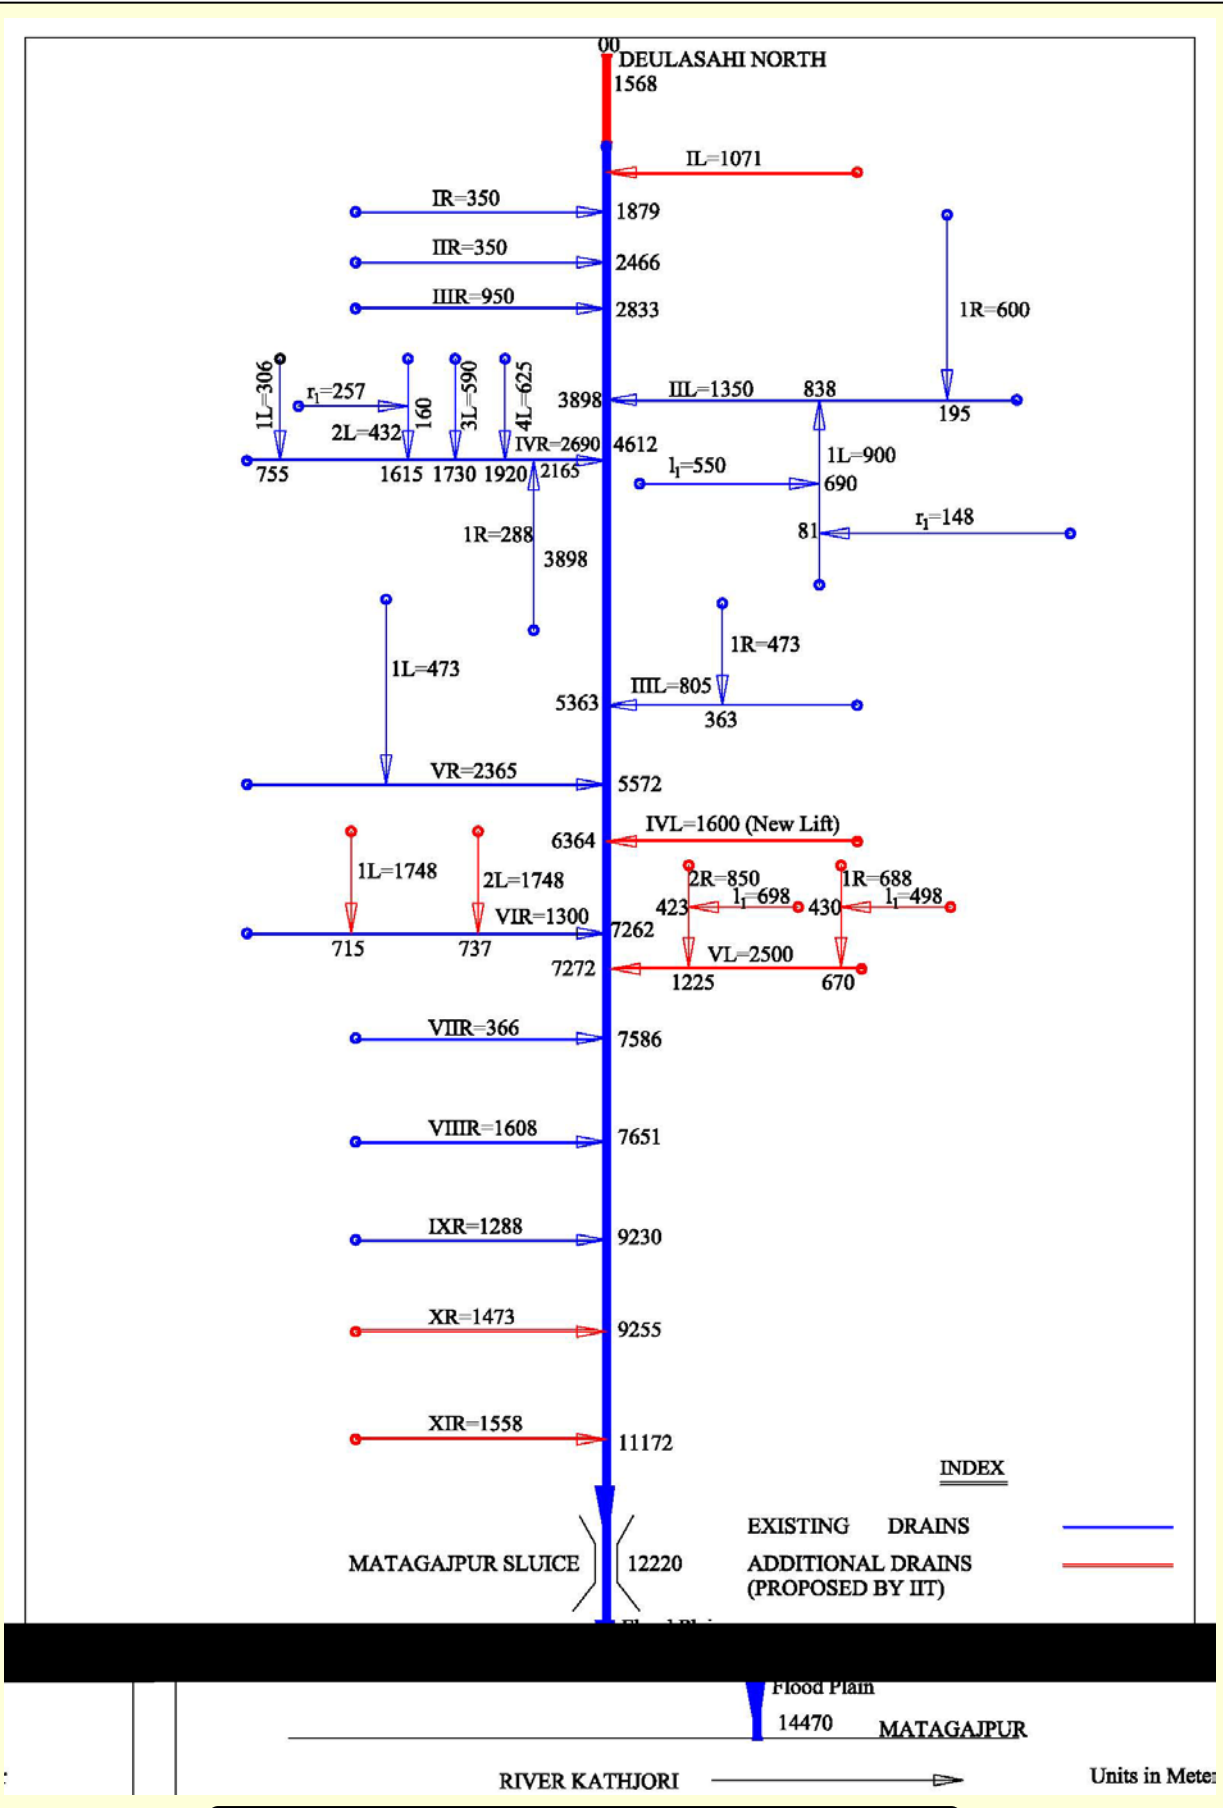 00
DEULASAHI NORTH
1568
IL=1071
IR=350
1879
IIR=350
2466
IIIR=950
2833
1R=600
1L=306
r₁=257
160
3L=590
4L=625
2L=432
3898
IIL=1350
838
195
IVR=2690
4612
755
1615
1730
1920
2165
1L=900
l₁=550
690
1R=288
3898
81
r₁=148
1L=473
1R=473
5363
IIIL=805
363
VR=2365
5572
IVL=1600 (New Lift)
6364
1L=1748
2L=1748
2R=850
1R=688
423
l₁=698
430
l₁=498
VIR=1300
7262
715
737
7272
VL=2500
1225
670
VIIR=366
7586
VIIIR=1608
7651
IXR=1288
9230
XR=1473
9255
XIR=1558
11172
INDEX
EXISTING DRAINS
MATAGAJPUR SLUICE
12220
ADDITIONAL DRAINS
(PROPOSED BY IIT)
Flood Plain
14470
MATAGAJPUR
RIVER KATHJORI
Units in Meter